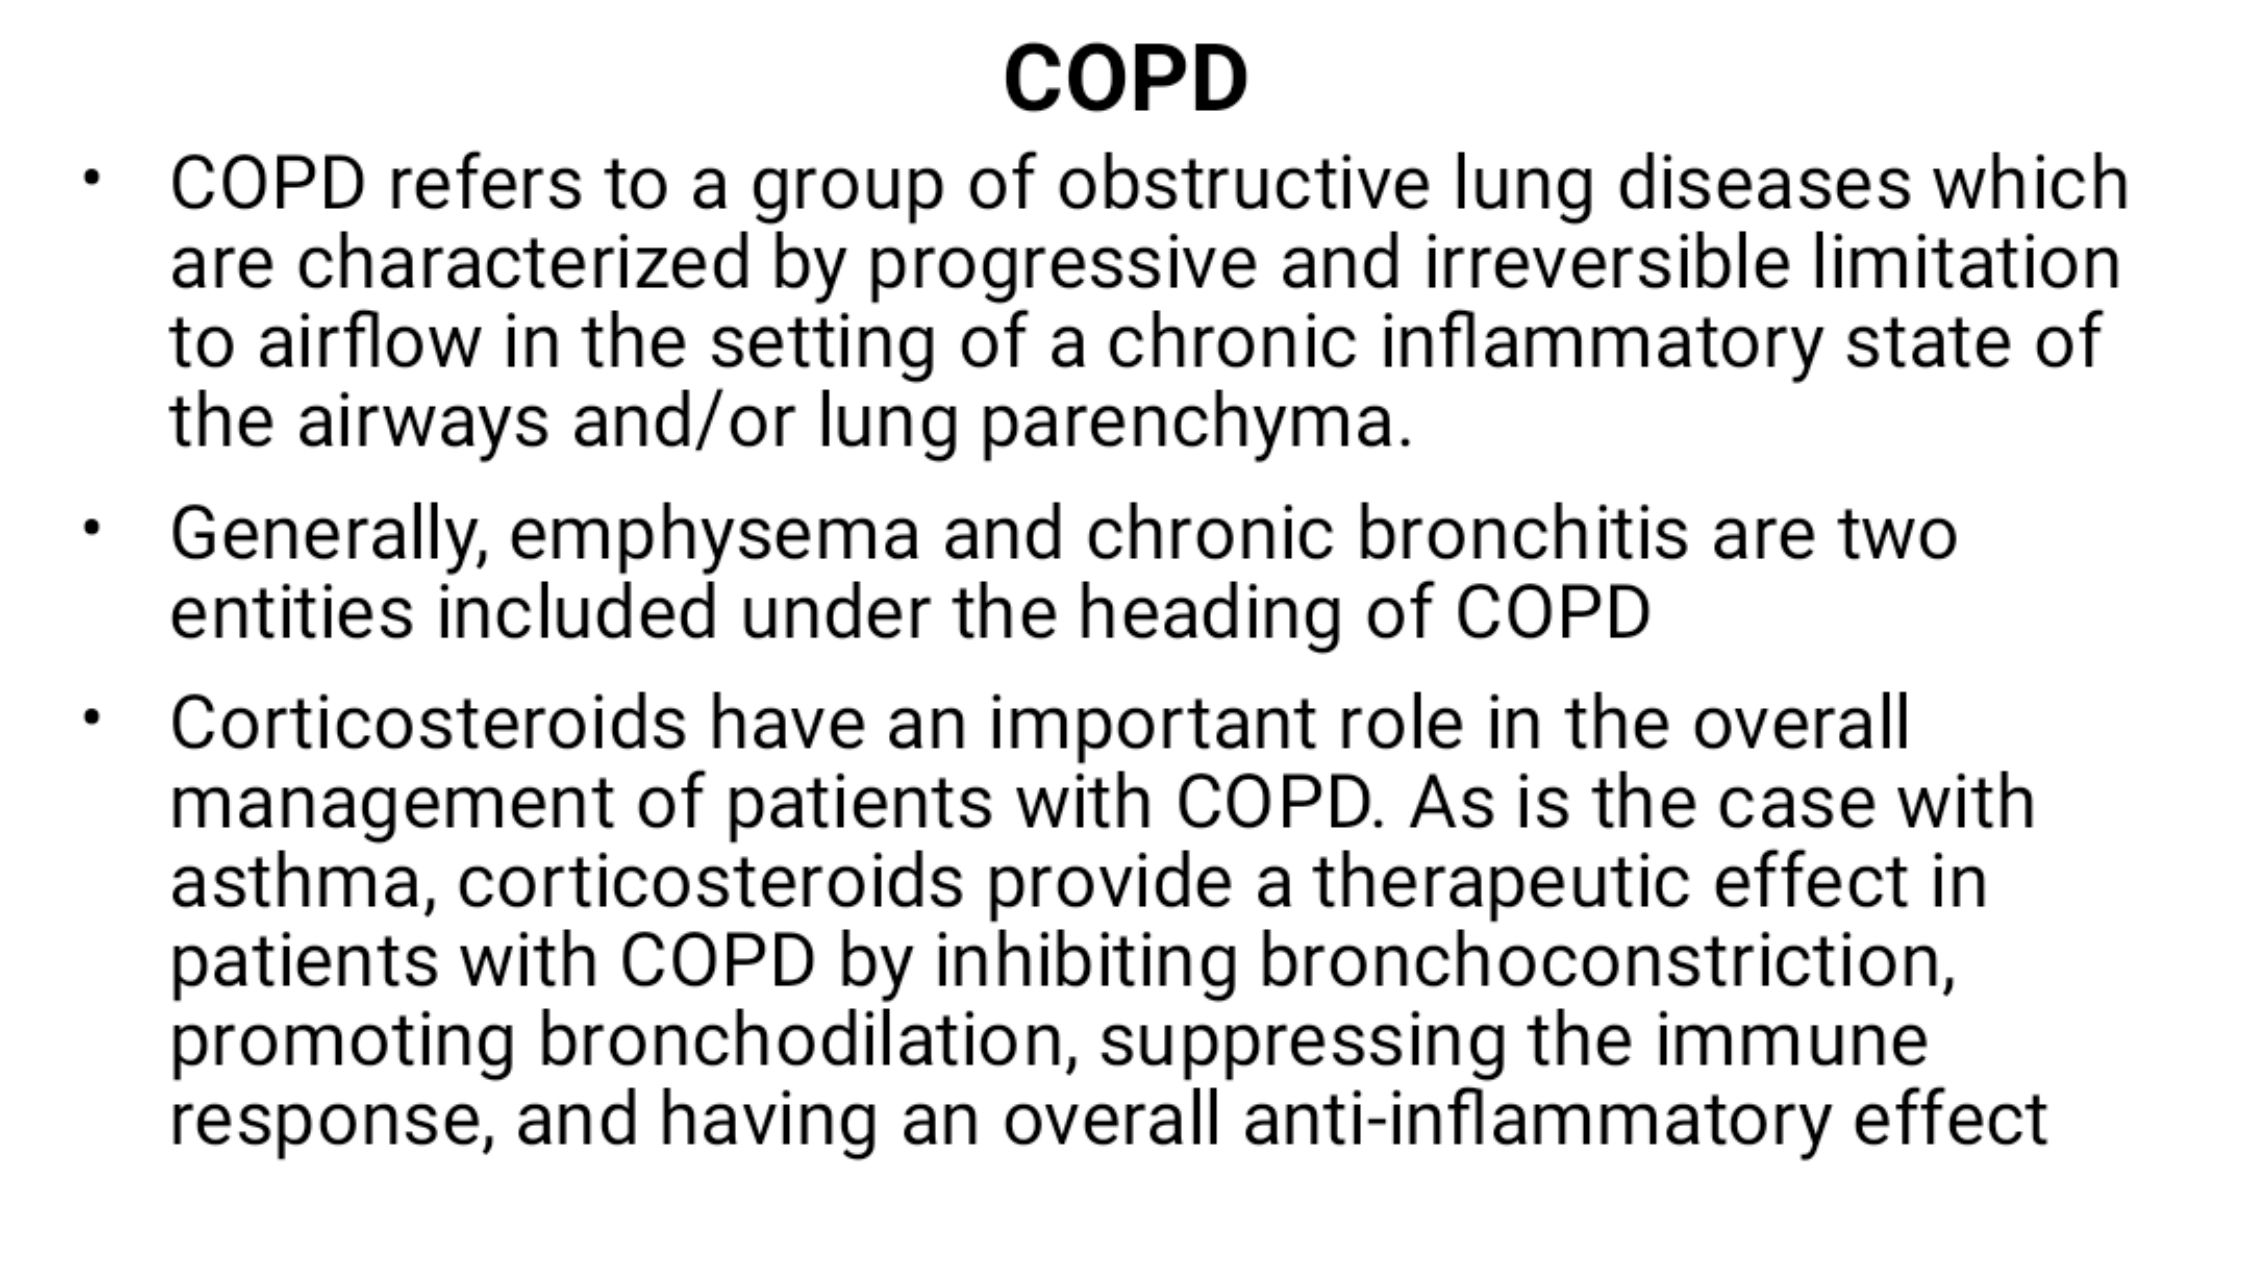 COPD
• COPD refers to a group of obstructive lung diseases which
are characterized by progressive and irreversible limitation
to airflow in the setting of a chronic inflammatory state of
the airways and/or lung parenchyma.
• Generally, emphysema and chronic bronchitis are two
entities included under the heading of COPD
• Corticosteroids have an important role in the overall
management of patients with COPD. As is the case with
asthma, corticosteroids provide a therapeutic effect in
patients with COPD by inhibiting bronchoconstriction,
promoting bronchodilation, suppressing the immune
response, and having an overall anti-inflammatory effect